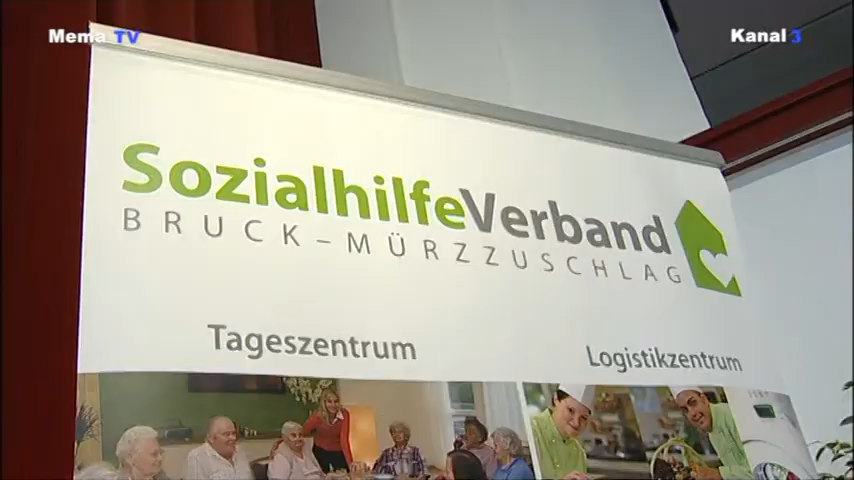 Mema TV
Kanal 3
SozialhilfeVerband
BRUCK – MÜRZZUSCHLAG
Tageszentrum
Logistikzentrum